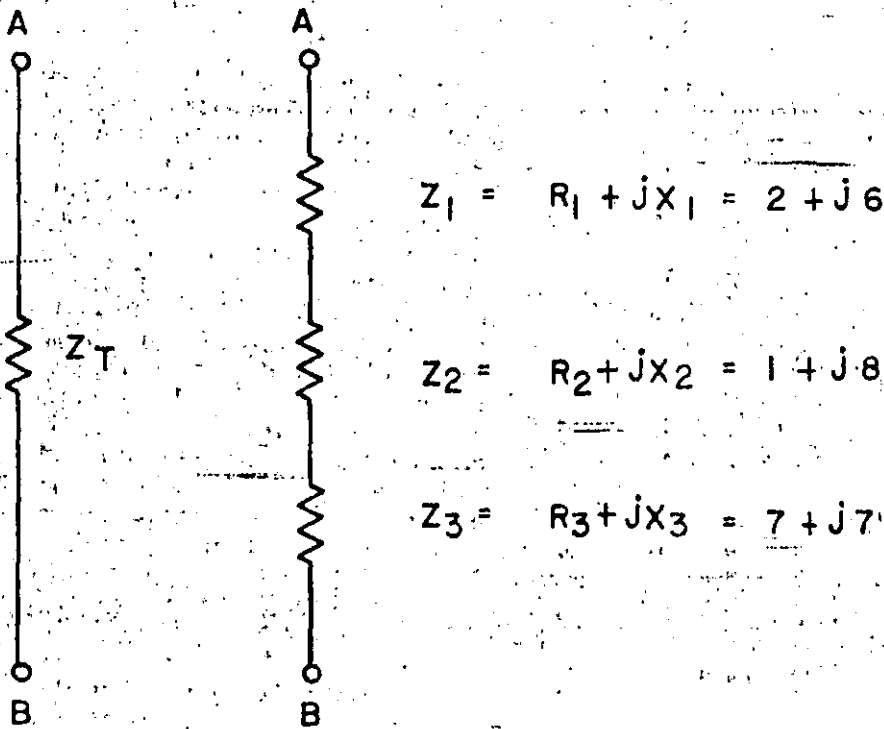 A A
Z1 = R1 + jX1 = 2 + j6
ZT Z2 = R2 + jX2 = 1 + j8
Z3 = R3 + jX3 = 7 + j7
B B